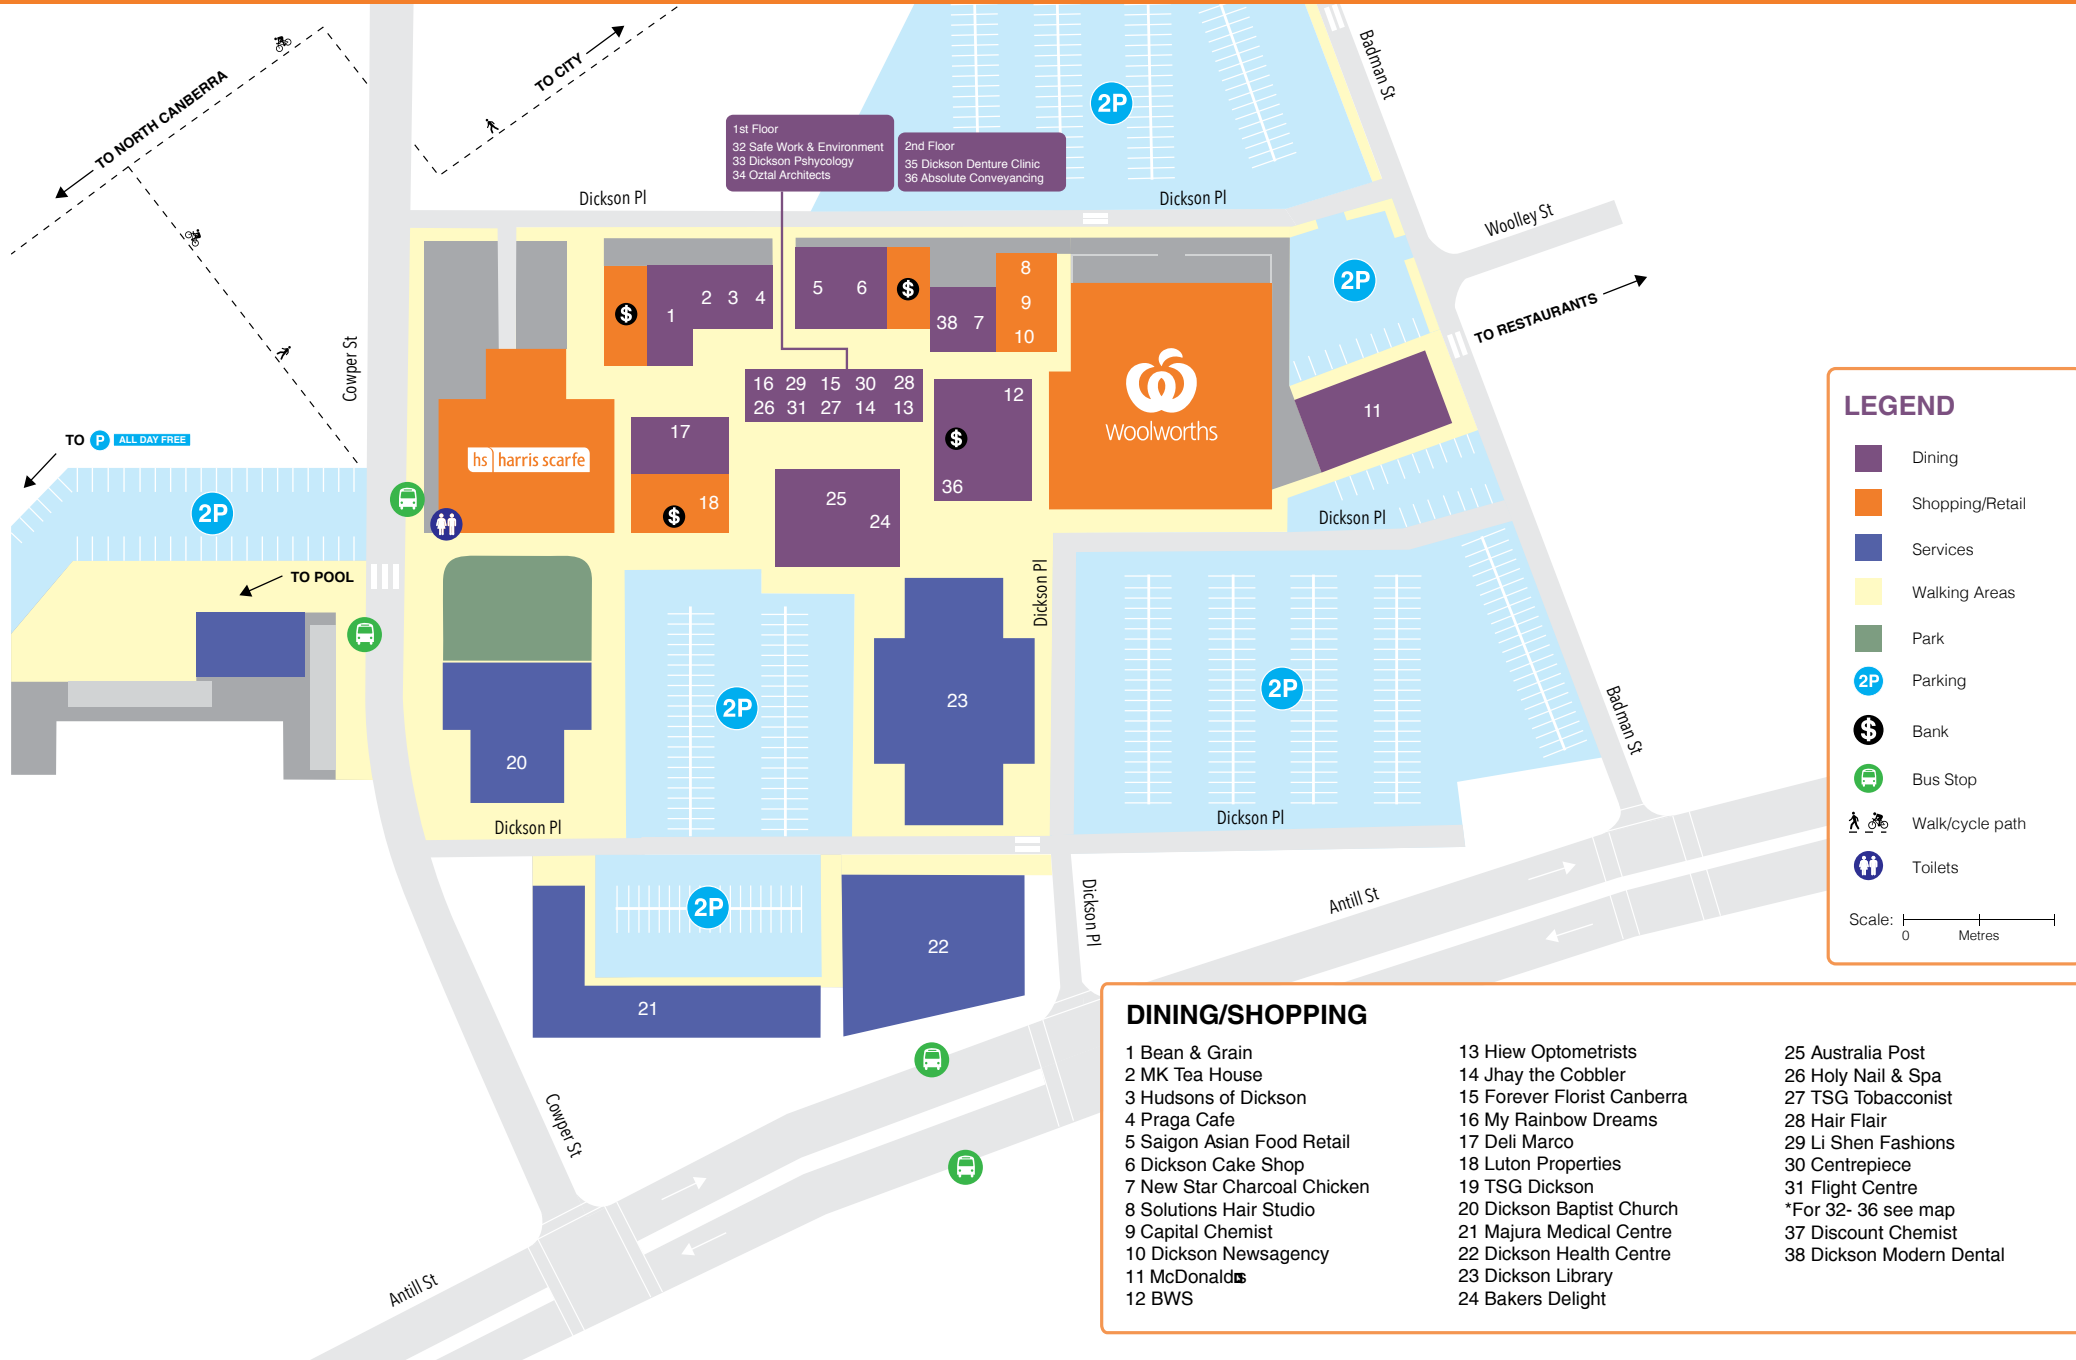 TO NORTH CANBERRA
TO CITY
Badman St
2P
1st Floor
32 Safe Work & Environment
33 Dickson Pshycology
34 Oztal Architects
2nd Floor
35 Dickson Denture Clinic
36 Absolute Conveyancing
Dickson Pl
Dickson Pl
Woolley St
2P
TO RESTAURANTS
Cowper St
$
1
2 3 4
5 6
$
38 7
8
9
10
16 29 15 30 28
26 31 27 14 13
12
$
36
Woolworths
11
hs harris scarfe
17
$ 18
25
24
TO P ALL DAY FREE
2P
TO POOL
Dickson Pl
Dickson Pl
2P
23
2P
20
Dickson Pl
Dickson Pl
Badman St
2P
22
21
Dickson Pl
Antill St
Cowper St
Antill St
LEGEND
Dining
Shopping/Retail
Services
Walking Areas
Park
2P Parking
$ Bank
Bus Stop
Walk/cycle path
Toilets
Scale:
0 Metres
DINING/SHOPPING
1 Bean & Grain
2 MK Tea House
3 Hudsons of Dickson
4 Praga Cafe
5 Saigon Asian Food Retail
6 Dickson Cake Shop
7 New Star Charcoal Chicken
8 Solutions Hair Studio
9 Capital Chemist
10 Dickson Newsagency
11 McDonalds
12 BWS
13 Hiew Optometrists
14 Jhay the Cobbler
15 Forever Florist Canberra
16 My Rainbow Dreams
17 Deli Marco
18 Luton Properties
19 TSG Dickson
20 Dickson Baptist Church
21 Majura Medical Centre
22 Dickson Health Centre
23 Dickson Library
24 Bakers Delight
25 Australia Post
26 Holy Nail & Spa
27 TSG Tobacconist
28 Hair Flair
29 Li Shen Fashions
30 Centrepiece
31 Flight Centre
*For 32- 36 see map
37 Discount Chemist
38 Dickson Modern Dental